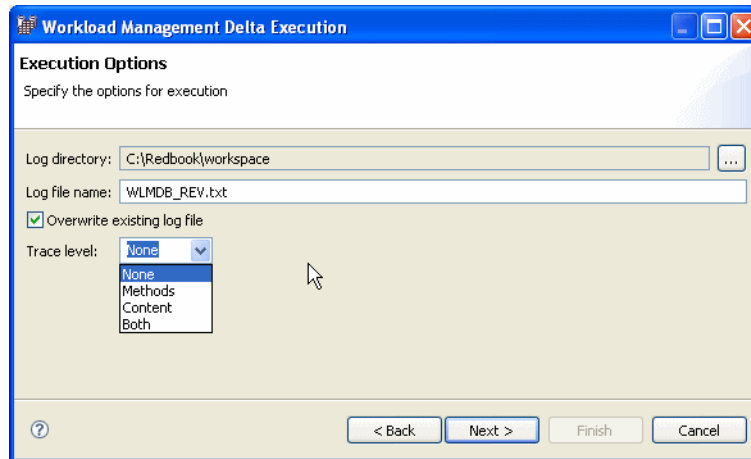 Workload Management Delta Execution
Execution Options
Specify the options for execution
Log directory: C:\Redbook\workspace ...
Log file name: WLMDB_REV.txt
Overwrite existing log file
Trace level: None
None
Methods
Content
Both
? < Back Next > Finish Cancel